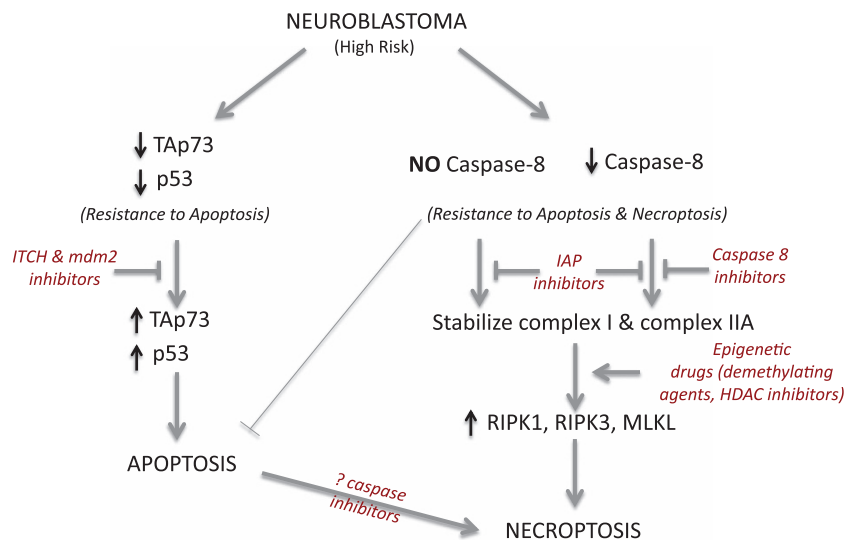 NEUROBLASTOMA
(High Risk)
↓ TAp73
↓ p53
(Resistance to Apoptosis)
NO Caspase-8
↓ Caspase-8
(Resistance to Apoptosis & Necroptosis)
ITCH & mdm2
inhibitors
IAP
inhibitors
Caspase 8
inhibitors
↑ TAp73
↑ p53
Stabilize complex I & complex IIA
Epigenetic
drugs (demethylating
agents, HDAC inhibitors)
↑ RIPK1, RIPK3, MLKL
APOPTOSIS
? caspase
inhibitors
NECROPTOSIS